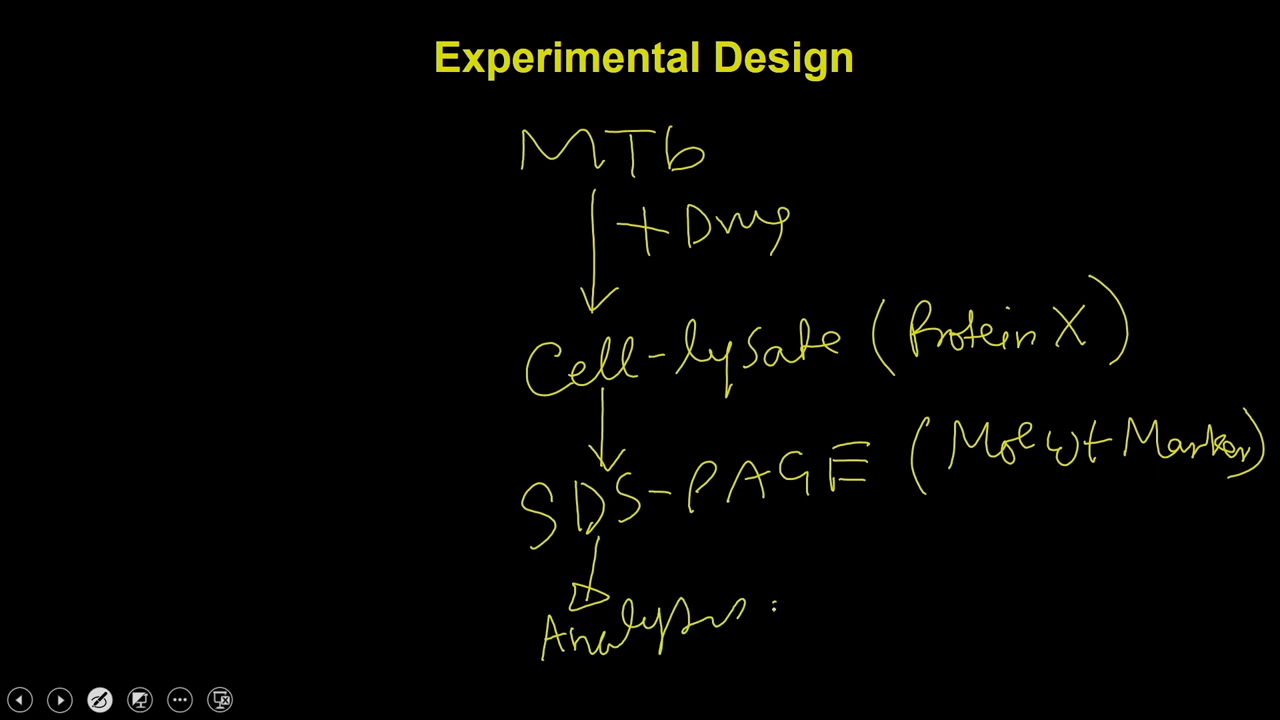 Experimental Design
MTb
+ Drug
Cell-lysate (Protein X)
SDS-PAGE (Mol wt Marker)
Analysis :